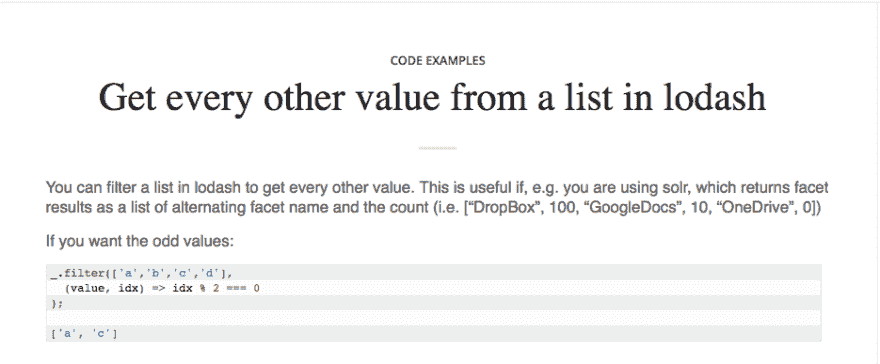 CODE EXAMPLES
Get every other value from a list in lodash
You can filter a list in lodash to get every other value. This is useful if, e.g. you are using solr, which returns facet
results as a list of alternating facet name and the count (i.e. [“DropBox”, 100, “GoogleDocs”, 10, “OneDrive”, 0])
If you want the odd values:
_.filter(['a','b','c','d'],
  (value, idx) => idx % 2 === 0
);
['a', 'c']